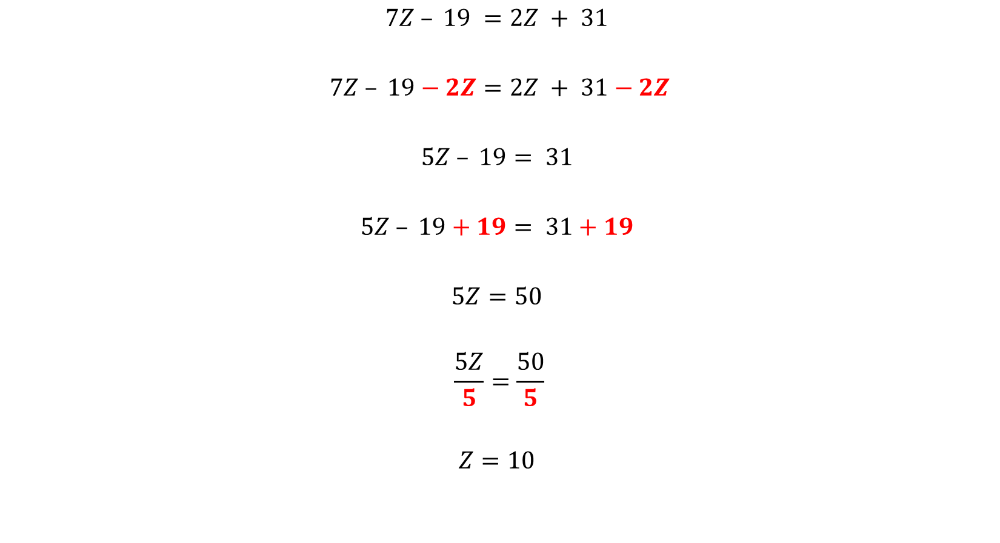 7Z – 19 = 2Z + 31
7Z – 19 − 2Z = 2Z + 31 − 2Z
5Z – 19 = 31
5Z – 19 + 19 = 31 + 19
5Z = 50
5Z/5 = 50/5
Z = 10